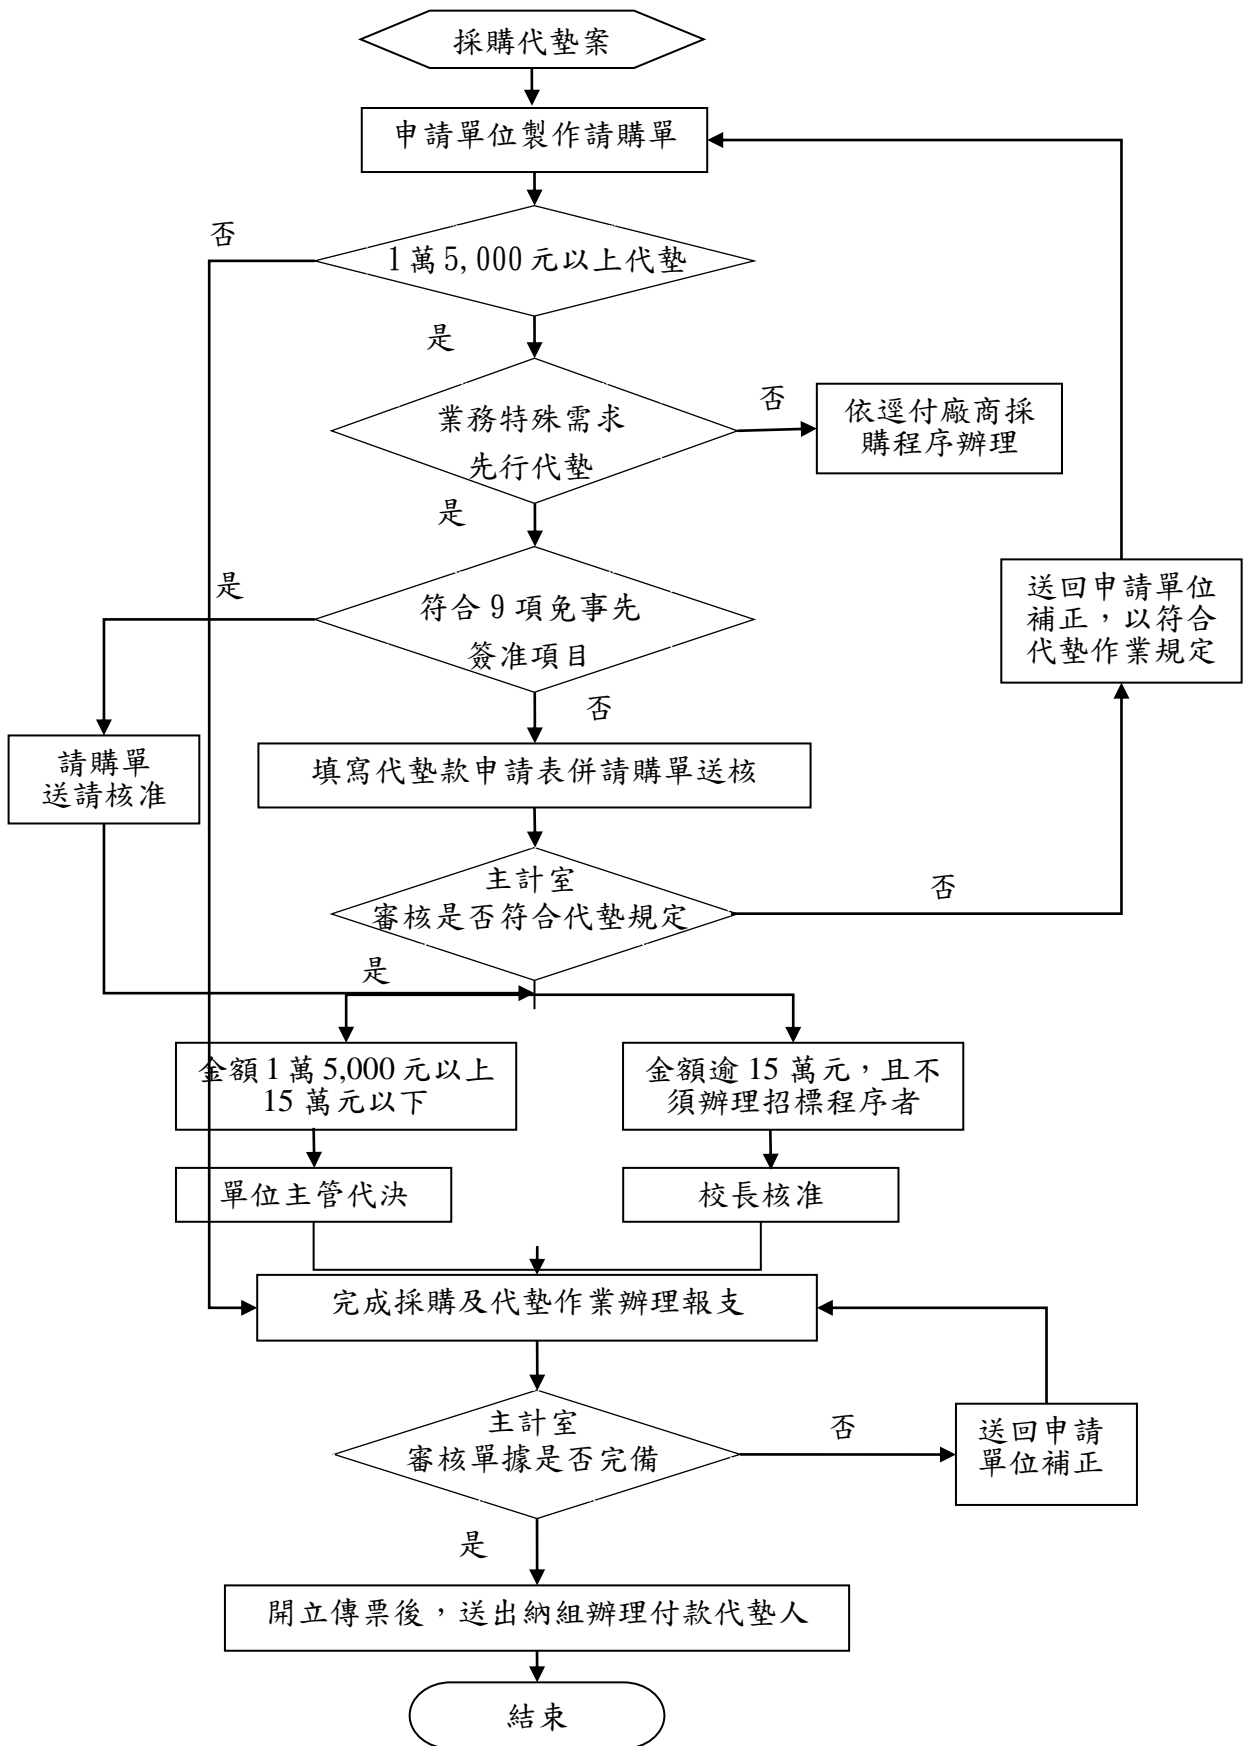 採購代墊案
申請單位製作請購單
否
1萬5,000元以上代墊
是
業務特殊需求
先行代墊
否
依逕付廠商採
購程序辦理
是
符合 9 項免事先
簽准項目
是
送回申請單位
補正，以符合
代墊作業規定
否
請購單
送請核准
填寫代墊款申請表併請購單送核
主計室
審核是否符合代墊規定
否
是
金額 1 萬 5,000 元以上
15 萬元以下
金額逾 15 萬元，且不
須辦理招標程序者
單位主管代決
校長核准
完成採購及代墊作業辦理報支
主計室
審核單據是否完備
否
送回申請
單位補正
是
開立傳票後，送出納組辦理付款代墊人
結束